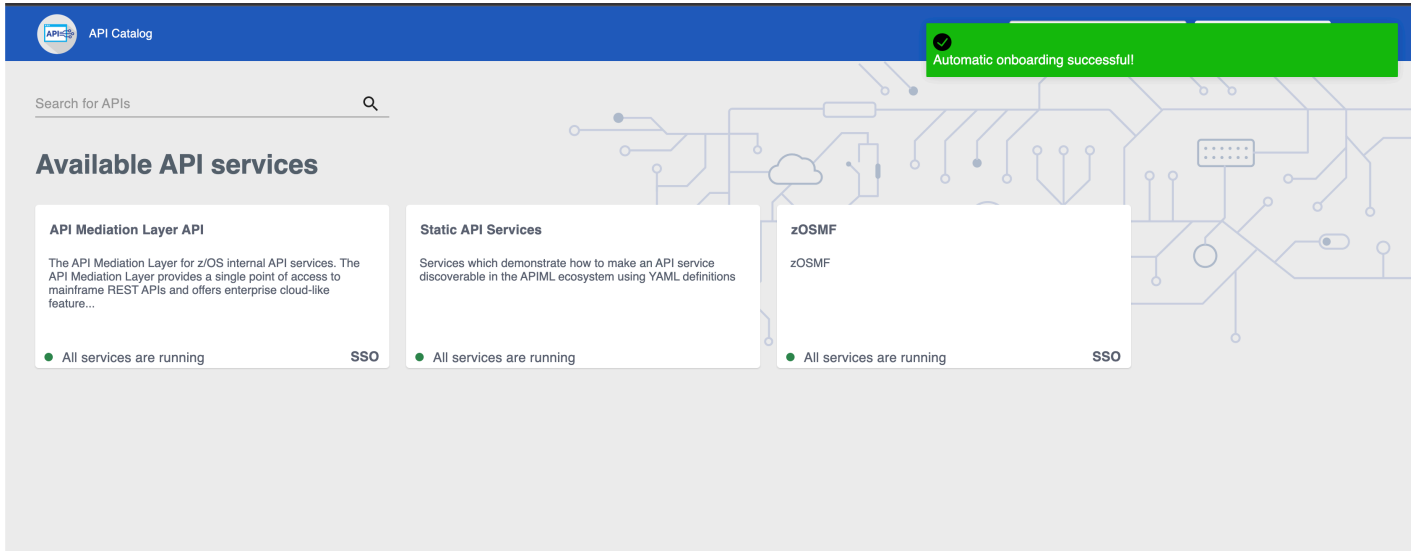 API
API Catalog
Automatic onboarding successful!
Search for APIs
Available API services
API Mediation Layer API
The API Mediation Layer for z/OS internal API services. The
API Mediation Layer provides a single point of access to
mainframe REST APIs and offers enterprise cloud-like
feature...
All services are running
SSO
Static API Services
Services which demonstrate how to make an API service
discoverable in the APIML ecosystem using YAML definitions
All services are running
zOSMF
zOSMF
All services are running
SSO